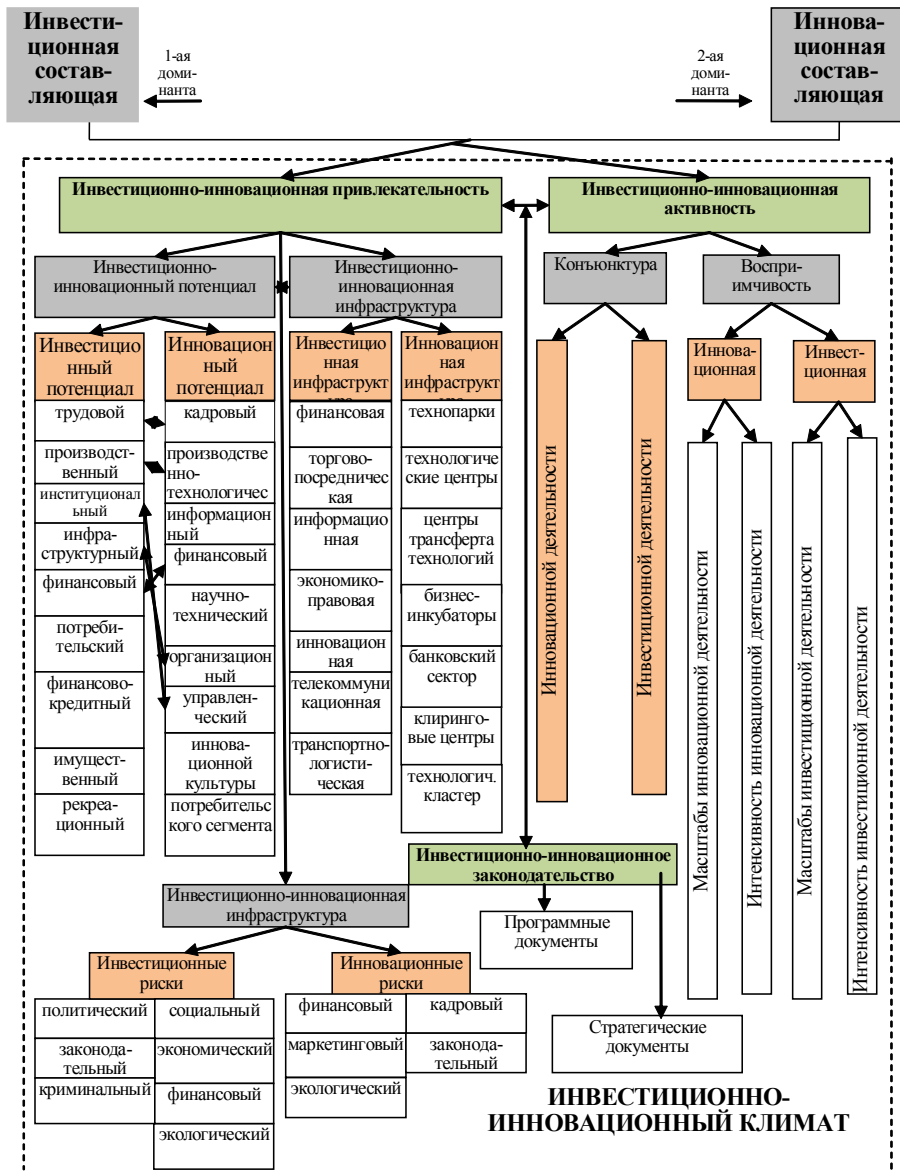 Инвести-
ционная
состав-
ляющая
1-ая
доми-
нанта
2-ая
доми-
нанта
Иннова-
ционная
состав-
ляющая
Инвестиционно-инновационная привлекательность
Инвестиционно-инновационная
активность
Инвестиционно-
инновационный потенциал
Инвестиционно-
инновационная
инфраструктура
Конъюнктура
Воспри-
имчивость
Инвестицио
нный
потенциал
Инновацион
ный
потенциал
Инвестицио
нная
инфраструкт
Инновацион
ная
инфраструкт
Иннова-
ционная
Инвест-
ционная
трудовой
производст-
венный
институциональ
ьный
инфра-
структурный
финансовый
потреби-
тельский
финансово-
кредитный
имущест-
венный
рекреа-
ционный
кадровый
производстве
нно-
технологичес
информацион
ный
финансовый
научно-
технический
организацион
ный
управлен-
ческий
иннова-
ционной
культуры
потребительс
кого сегмента
финансовая
торгово-
посредничес
кая
информацио
нная
экономико-
правовая
инновацион
ная
телекоммуни
кационная
транспортно-
логистичес
кая
технопарки
технологиче
ские центры
центры
трансферта
технологий
бизнес-
инкубаторы
банковский
сектор
клиринго-
вые центры
технологич.
кластер
Инновационной деятельности
Инвестиционной деятельности
Масштабы инновационной деятельности
Интенсивность инновационной деятельности
Масштабы инвестиционной деятельности
Интенсивность инвестиционной деятельности
Инвестиционно-инновационное
законодательство
Программные
документы
Стратегические
документы
Инвестиционно-инновационная
инфраструктура
Инвестиционные
риски
Инновационные
риски
политический
законода-
тельный
криминальный
социальный
экономический
финансовый
экологический
финансовый
маркетинговый
экологический
кадровый
законода-
тельный
ИНВЕСТИЦИОННО-
ИННОВАЦИОННЫЙ КЛИМАТ